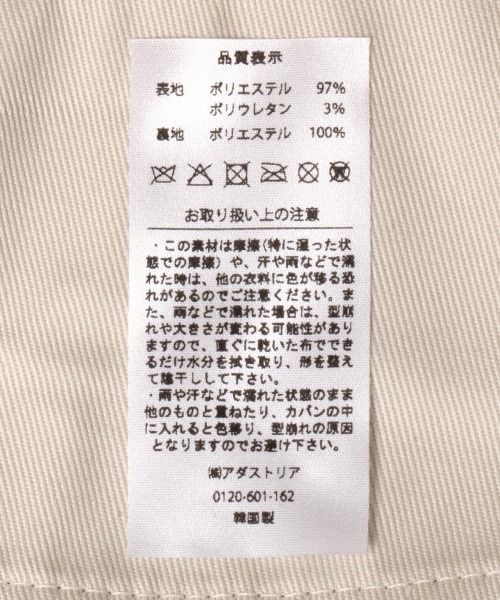 品質表示
表地 ポリエステル 97%
ポリウレタン 3%
裏地 ポリエステル 100%
お取り扱い上の注意
・この素材は摩擦(特に湿った状
態での摩擦)や、汗や雨などで濡
れた時は、他の衣料に色が移る恐
れがあるのでご注意ください。ま
た、雨などで濡れた場合は、型崩
れや大きさが変わる可能性があり
ますので、直ぐに乾いた布ででき
るだけ水分を拭き取り、形を整え
て陰干しして下さい。
・雨や汗などで濡れた状態のまま
他のものと重ねたり、カバンの中
に入れると色移り、型崩れの原因
となりますのでお避け下さい。
㈱アダストリア
0120-601-162
韓国製